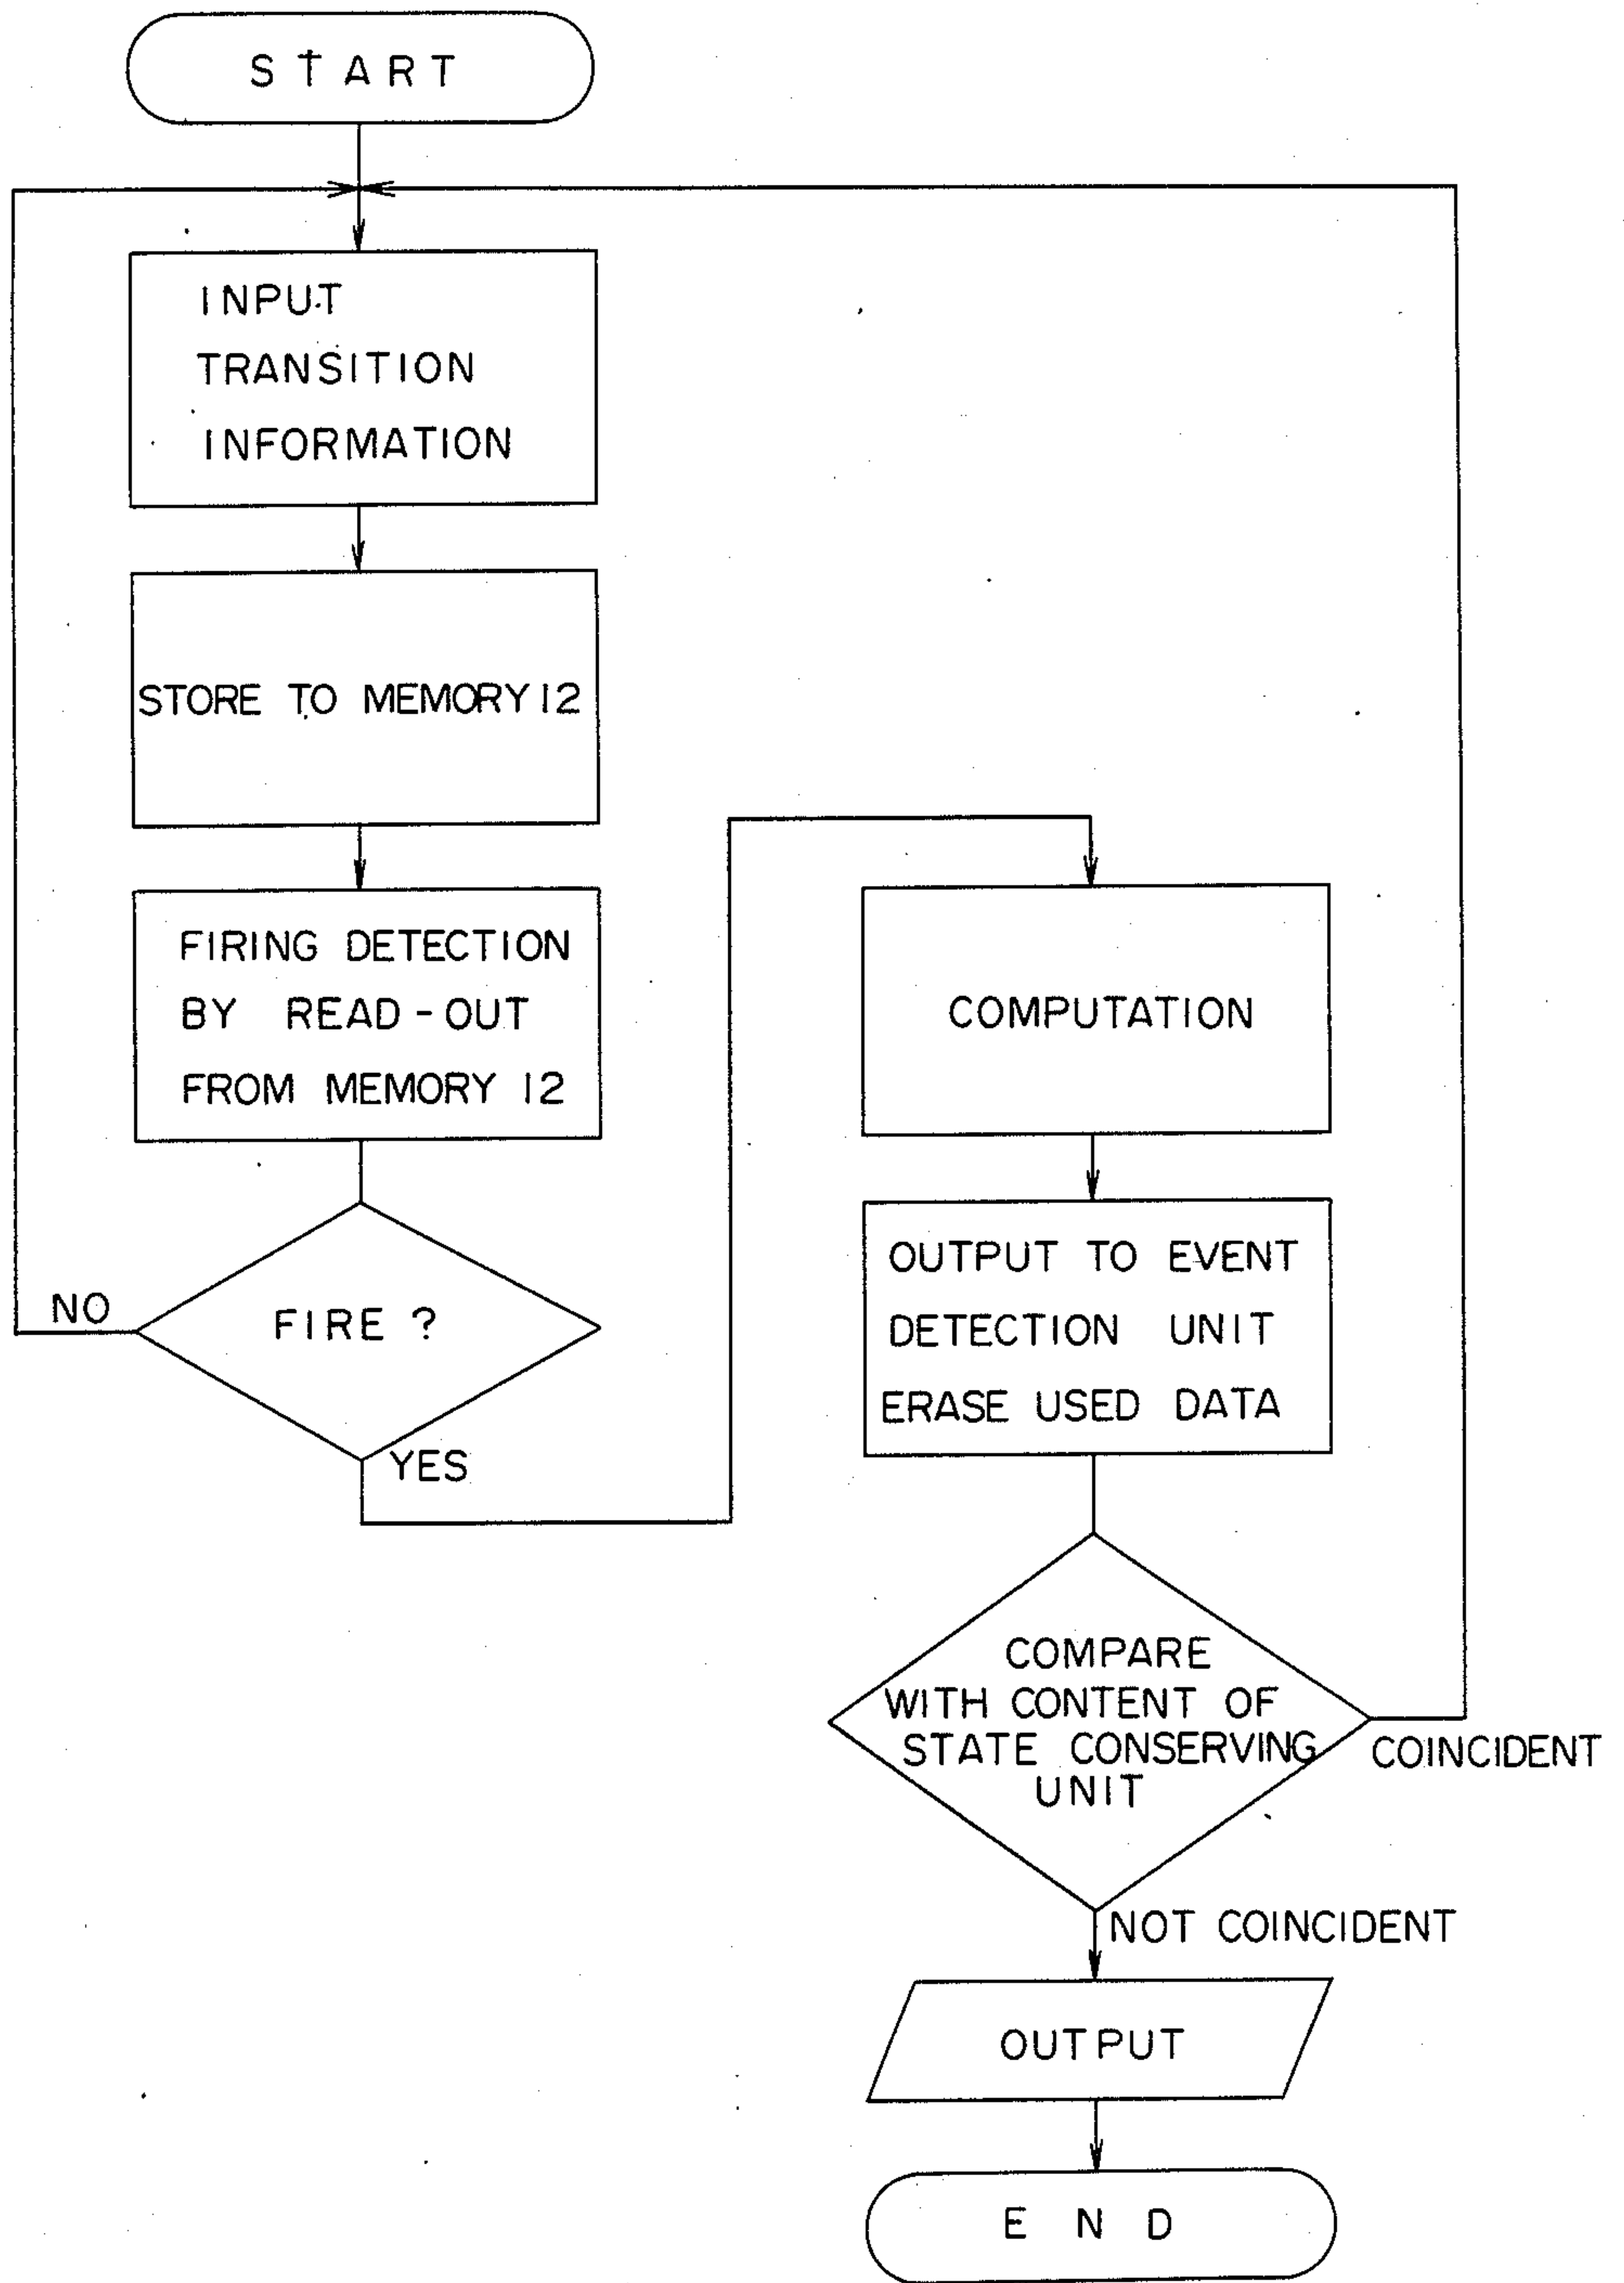 START
INPUT
TRANSITION
INFORMATION
STORE TO MEMORY 12
FIRING DETECTION
BY READ-OUT
FROM MEMORY 12
FIRE ?
NO
YES
COMPUTATION
OUTPUT TO EVENT
DETECTION UNIT
ERASE USED DATA
COMPARE
WITH CONTENT OF
STATE CONSERVING
UNIT
COINCIDENT
NOT COINCIDENT
OUTPUT
END